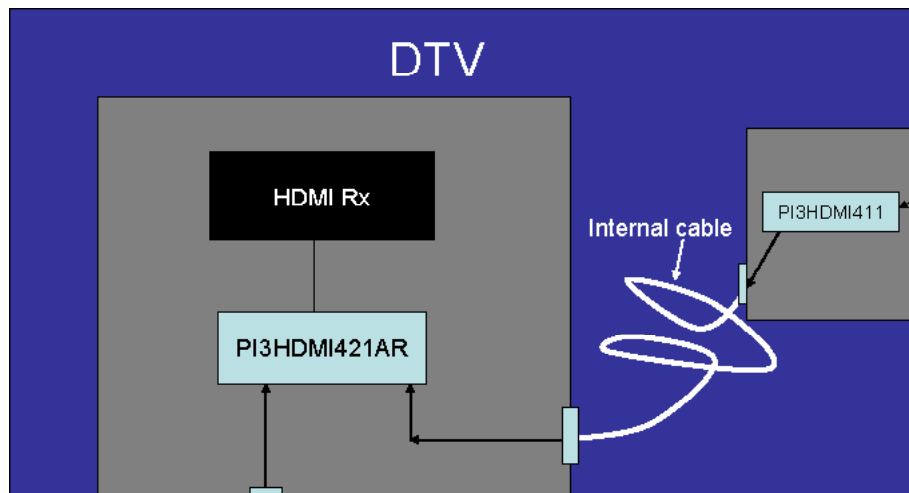 DTV
HDMI Rx
PI3HDMI411
Internal cable
PI3HDMI421AR